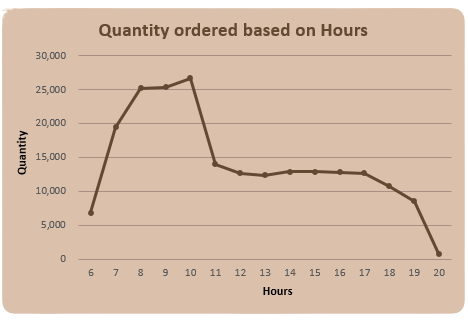 Quantity ordered based on Hours
30,000
25,000
20,000
15,000
10,000
5,000
0
Quantity
6 7 8 9 10 11 12 13 14 15 16 17 18 19 20
Hours